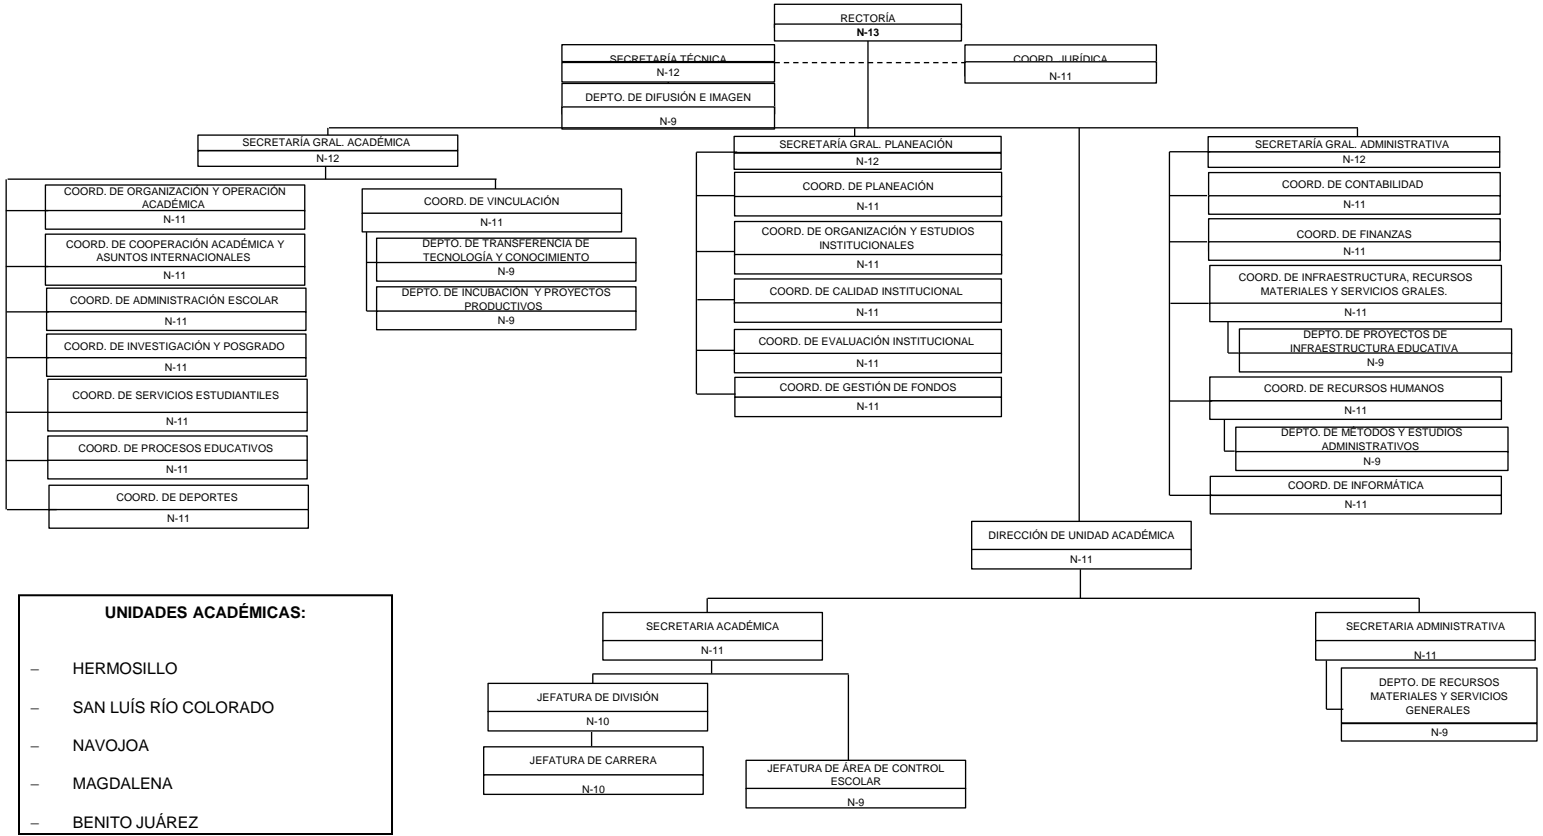 RECTORÍA
N-13
SECRETARÍA TÉCNICA
N-12
COORD. JURÍDICA
N-11
DEPTO. DE DIFUSIÓN E IMAGEN
N-9
SECRETARÍA GRAL. ACADÉMICA
N-12
COORD. DE ORGANIZACIÓN Y OPERACIÓN
ACADÉMICA
N-11
COORD. DE COOPERACIÓN ACADÉMICA Y
ASUNTOS INTERNACIONALES
N-11
COORD. DE ADMINISTRACIÓN ESCOLAR
N-11
COORD. DE INVESTIGACIÓN Y POSGRADO
N-11
COORD. DE SERVICIOS ESTUDIANTILES
N-11
COORD. DE PROCESOS EDUCATIVOS
N-11
COORD. DE DEPORTES
N-11
COORD. DE VINCULACIÓN
N-11
DEPTO. DE TRANSFERENCIA DE
TECNOLOGÍA Y CONOCIMIENTO
N-9
DEPTO. DE INCUBACIÓN Y PROYECTOS
PRODUCTIVOS
N-9
SECRETARÍA GRAL. PLANEACIÓN
N-12
COORD. DE PLANEACIÓN
N-11
COORD. DE ORGANIZACIÓN Y ESTUDIOS
INSTITUCIONALES
N-11
COORD. DE CALIDAD INSTITUCIONAL
N-11
COORD. DE EVALUACIÓN INSTITUCIONAL
N-11
COORD. DE GESTIÓN DE FONDOS
N-11
SECRETARÍA GRAL. ADMINISTRATIVA
N-12
COORD. DE CONTABILIDAD
N-11
COORD. DE FINANZAS
N-11
COORD. DE INFRAESTRUCTURA, RECURSOS
MATERIALES Y SERVICIOS GRALES.
N-11
DEPTO. DE PROYECTOS DE
INFRAESTRUCTURA EDUCATIVA
N-9
COORD. DE RECURSOS HUMANOS
N-11
DEPTO. DE MÉTODOS Y ESTUDIOS
ADMINISTRATIVOS
N-9
COORD. DE INFORMÁTICA
N-11
DIRECCIÓN DE UNIDAD ACADÉMICA
N-11
SECRETARIA ACADÉMICA
N-11
JEFATURA DE DIVISIÓN
N-10
JEFATURA DE CARRERA
N-10
JEFATURA DE ÁREA DE CONTROL
ESCOLAR
N-9
SECRETARIA ADMINISTRATIVA
N-11
DEPTO. DE RECURSOS
MATERIALES Y SERVICIOS
GENERALES
N-9
UNIDADES ACADÉMICAS:
– HERMOSILLO
– SAN LUÍS RÍO COLORADO
– NAVOJOA
– MAGDALENA
– BENITO JUÁREZ